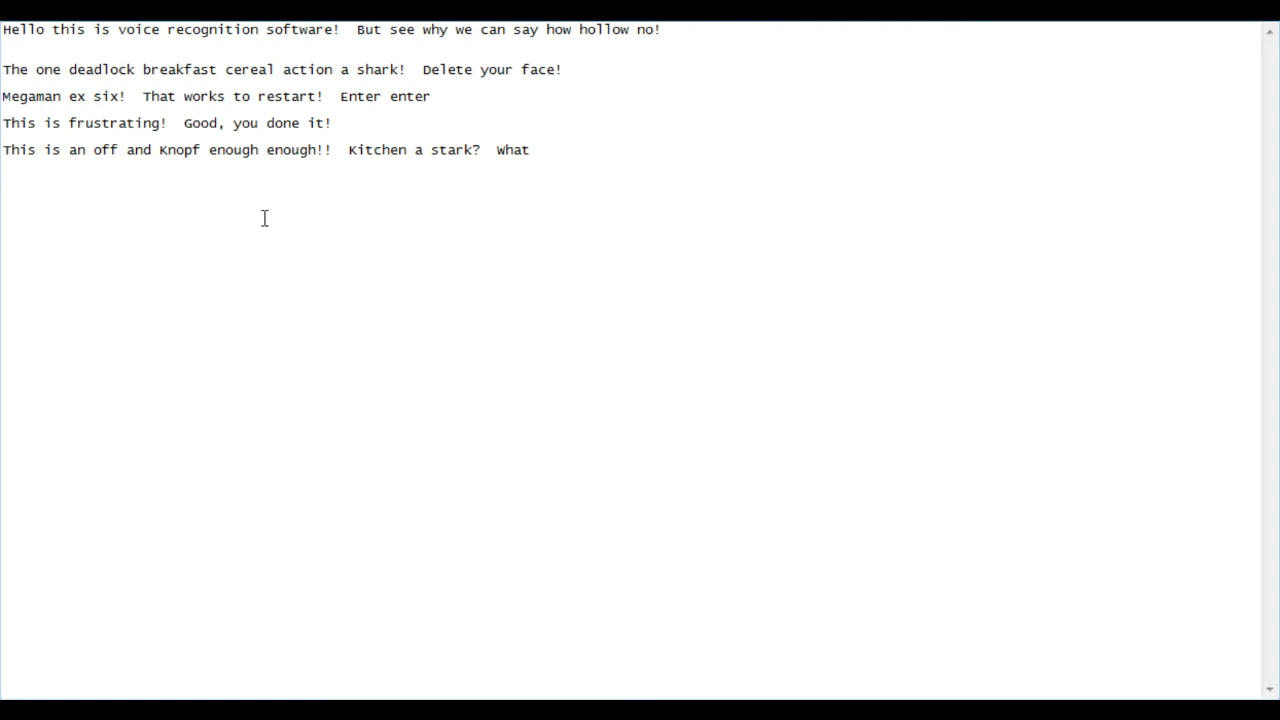 Hello this is voice recognition software!  But see why we can say how hollow no!
The one deadlock breakfast cereal action a shark!  Delete your face!
Megaman ex six!  That works to restart!  Enter enter
This is frustrating!  Good, you done it!
This is an off and Knopf enough enough!!  Kitchen a stark?  What